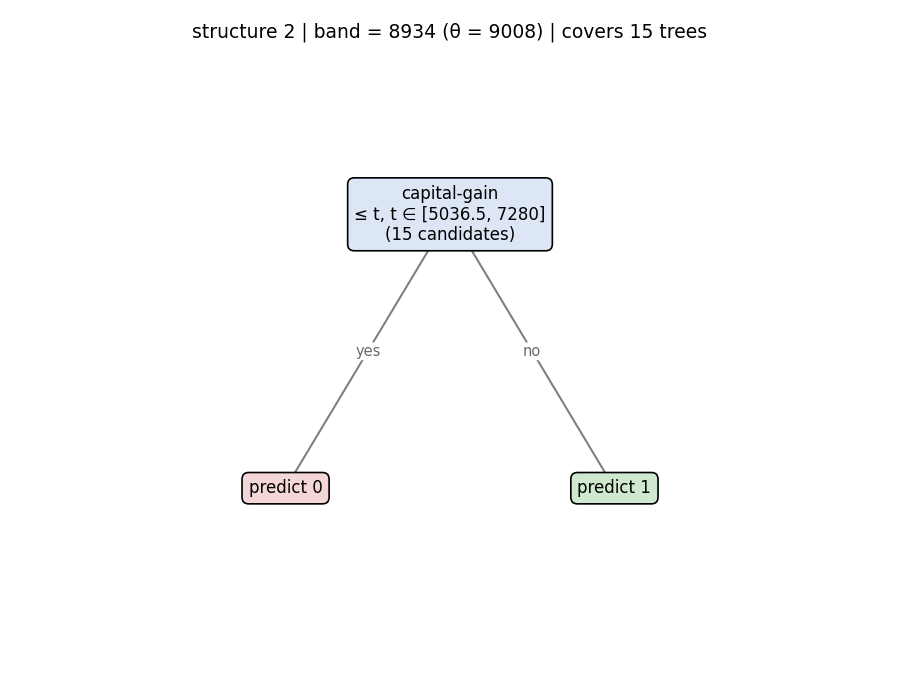 structure 2 | band = 8934 (θ = 9008) | covers 15 trees
capital-gain
≤ t, t ∈ [5036.5, 7280]
(15 candidates)
yes
no
predict 0
predict 1